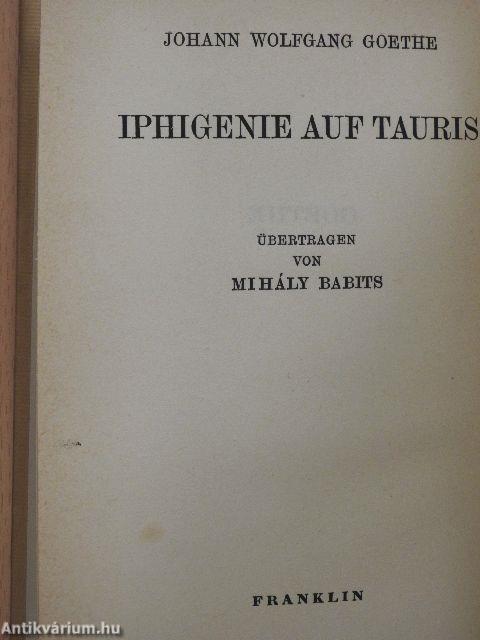 JOHANN WOLFGANG GOETHE
IPHIGENIE AUF TAURIS
ÜBERTRAGEN
VON
MIHÁLY BABITS
FRANKLIN
Antikvárium.hu